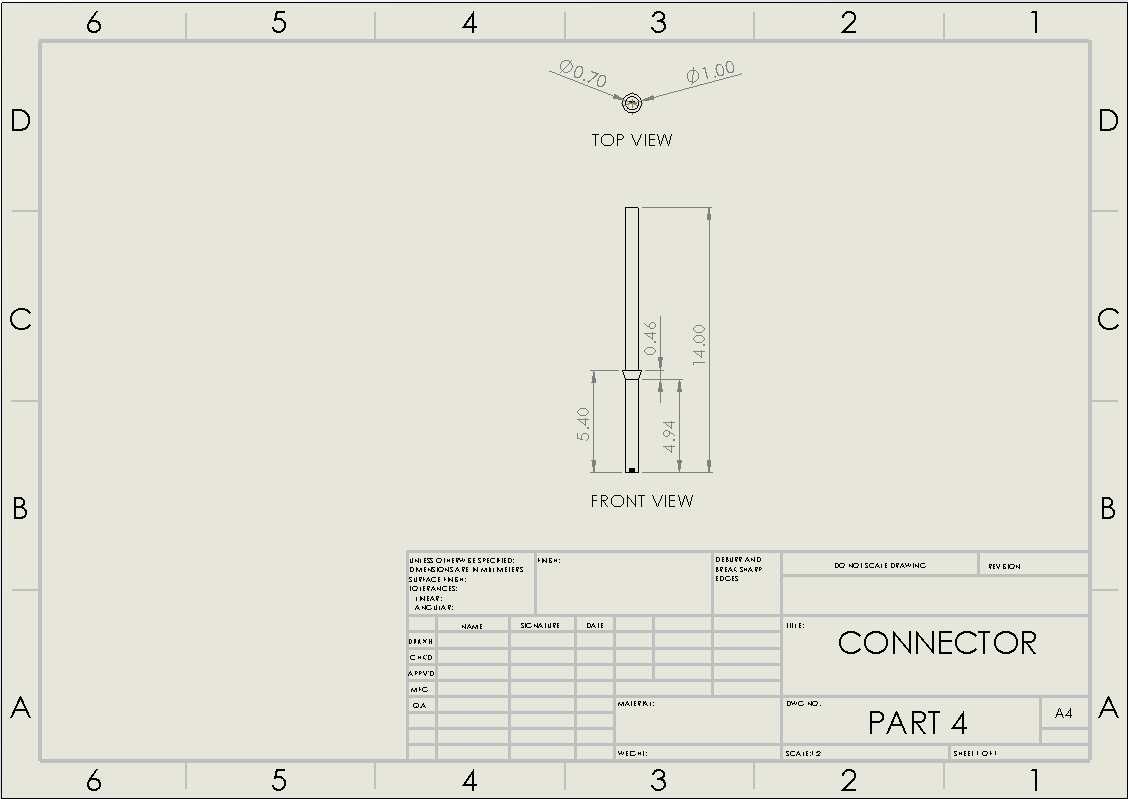 6 5 4 3 2 1
Ø0.70 Ø1.00
D D
TOP VIEW
C C
0.46
14.00
5.40
4.94
B B
FRONT VIEW
UNLESS OTHERWISE SPECIFIED:
DIMENSIONS ARE IN MILLIMETERS
SURFACE FINISH:
TOLERANCES:
LINEAR:
ANGULAR:
FINISH:
DEBURR AND
BREAK SHARP
EDGES
DO NOT SCALE DRAWING
REVISION
NAME SIGNATURE DATE
DRAWN
CHK'D
APPV'D
MFG
Q.A
MATERIAL:
WEIGHT:
TITLE:
CONNECTOR
DWG NO.
PART 4
A4
SCALE:1:2
SHEET 1 OF 1
A A
6 5 4 3 2 1